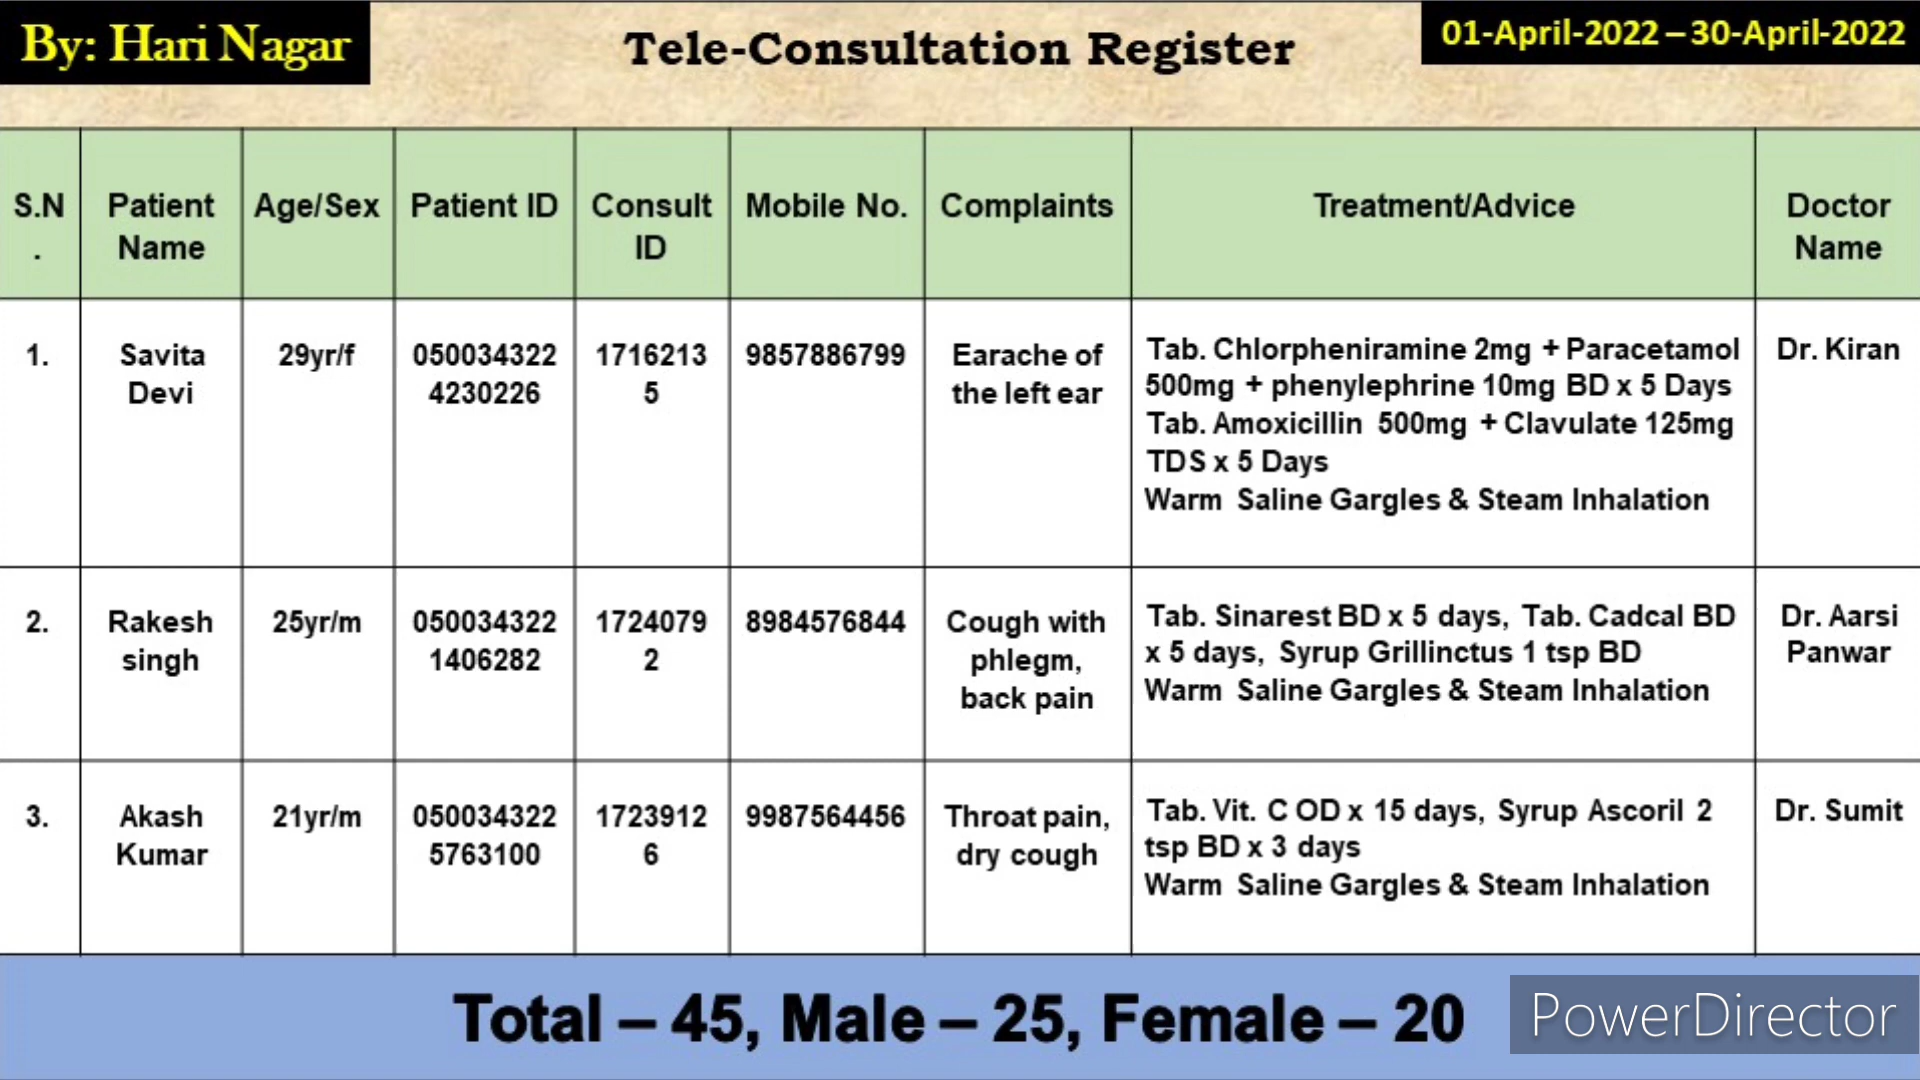 By: Hari Nagar
Tele-Consultation Register
01-April-2022 – 30-April-2022
S.N
.
Patient
Name
Age/Sex
Patient ID
Consult
ID
Mobile No.
Complaints
Treatment/Advice
Doctor
Name
1.
Savita
Devi
29yr/f
050034322
4230226
1716213
5
9857886799
Earache of
the left ear
Tab. Chlorpheniramine 2mg + Paracetamol
500mg + phenylephrine 10mg BD x 5 Days
Tab. Amoxicillin 500mg + Clavulate 125mg
TDS x 5 Days
Warm Saline Gargles & Steam Inhalation
Dr. Kiran
2.
Rakesh
singh
25yr/m
050034322
1406282
1724079
2
8984576844
Cough with
phlegm,
back pain
Tab. Sinarest BD x 5 days, Tab. Cadcal BD
x 5 days, Syrup Grillinctus 1 tsp BD
Warm Saline Gargles & Steam Inhalation
Dr. Aarsi
Panwar
3.
Akash
Kumar
21yr/m
050034322
5763100
1723912
6
9987564456
Throat pain,
dry cough
Tab. Vit. C OD x 15 days, Syrup Ascoril 2
tsp BD x 3 days
Warm Saline Gargles & Steam Inhalation
Dr. Sumit
Total – 45, Male – 25, Female – 20
PowerDirector